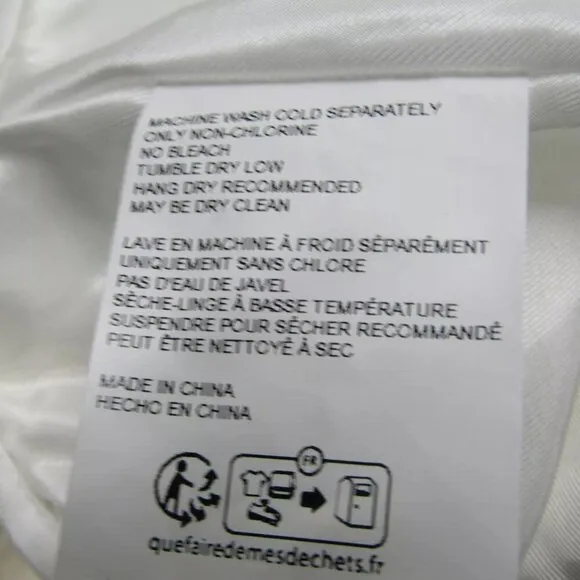 MACHINE WASH COLD SEPARATELY
ONLY NON-CHLORINE
NO BLEACH
TUMBLE DRY LOW
HANG DRY RECOMMENDED
MAY BE DRY CLEAN
LAVE EN MACHINE À FROID SÉPARÉMENT
UNIQUEMENT SANS CHLORE
PAS D'EAU DE JAVEL
SÈCHE-LINGE À BASSE TEMPÉRATURE
SUSPENDRE POUR SÉCHER RECOMMANDÉ
PEUT ÊTRE NETTOYÉ À SEC
MADE IN CHINA
HECHO EN CHINA
FR
quefairedemesdechets.fr